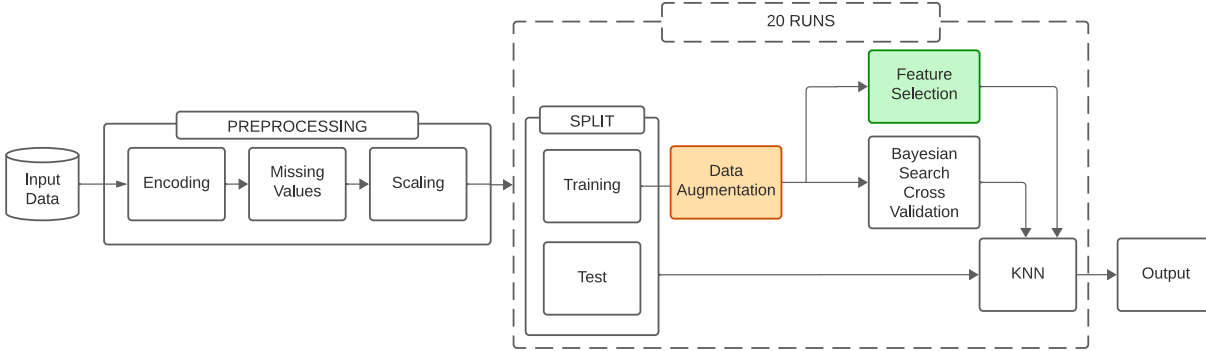 20 RUNS
Feature
Selection
PREPROCESSING
SPLIT
Input
Data
Encoding
Missing
Values
Scaling
Training
Data
Augmentation
Bayesian
Search
Cross
Validation
Test
KNN
Output